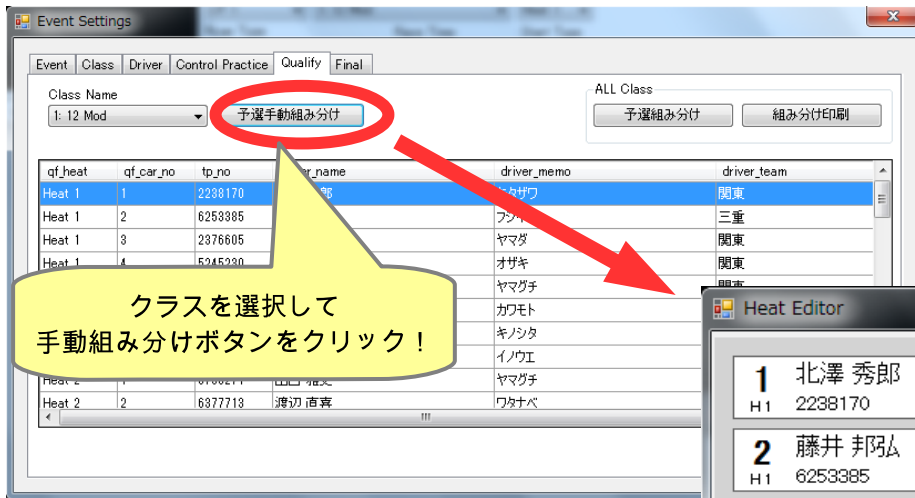 Event Settings
Event Class Driver Control Practice Qualify Final
Class Name
1: 12 Mod
予選手動組み分け
ALL Class
予選組み分け 組み分け印刷
qf_heat qf_car_no tp_no driver_memo driver_team
Heat 1 1 2238170 関東
Heat 1 2 6253385 三重
Heat 1 3 2376605 ヤマダ 関東
Heat 1 4 5245230 オザキ 関東
ヤマグチ 関東
カワモト
キノシタ
イノウエ
ヤマグチ
Heat 2 2 6377713 渡辺 直喜 ワタナベ
クラスを選択して
手動組み分けボタンをクリック！
Heat Editor
1 北澤 秀郎
H1 2238170
2 藤井 邦弘
H1 6253385